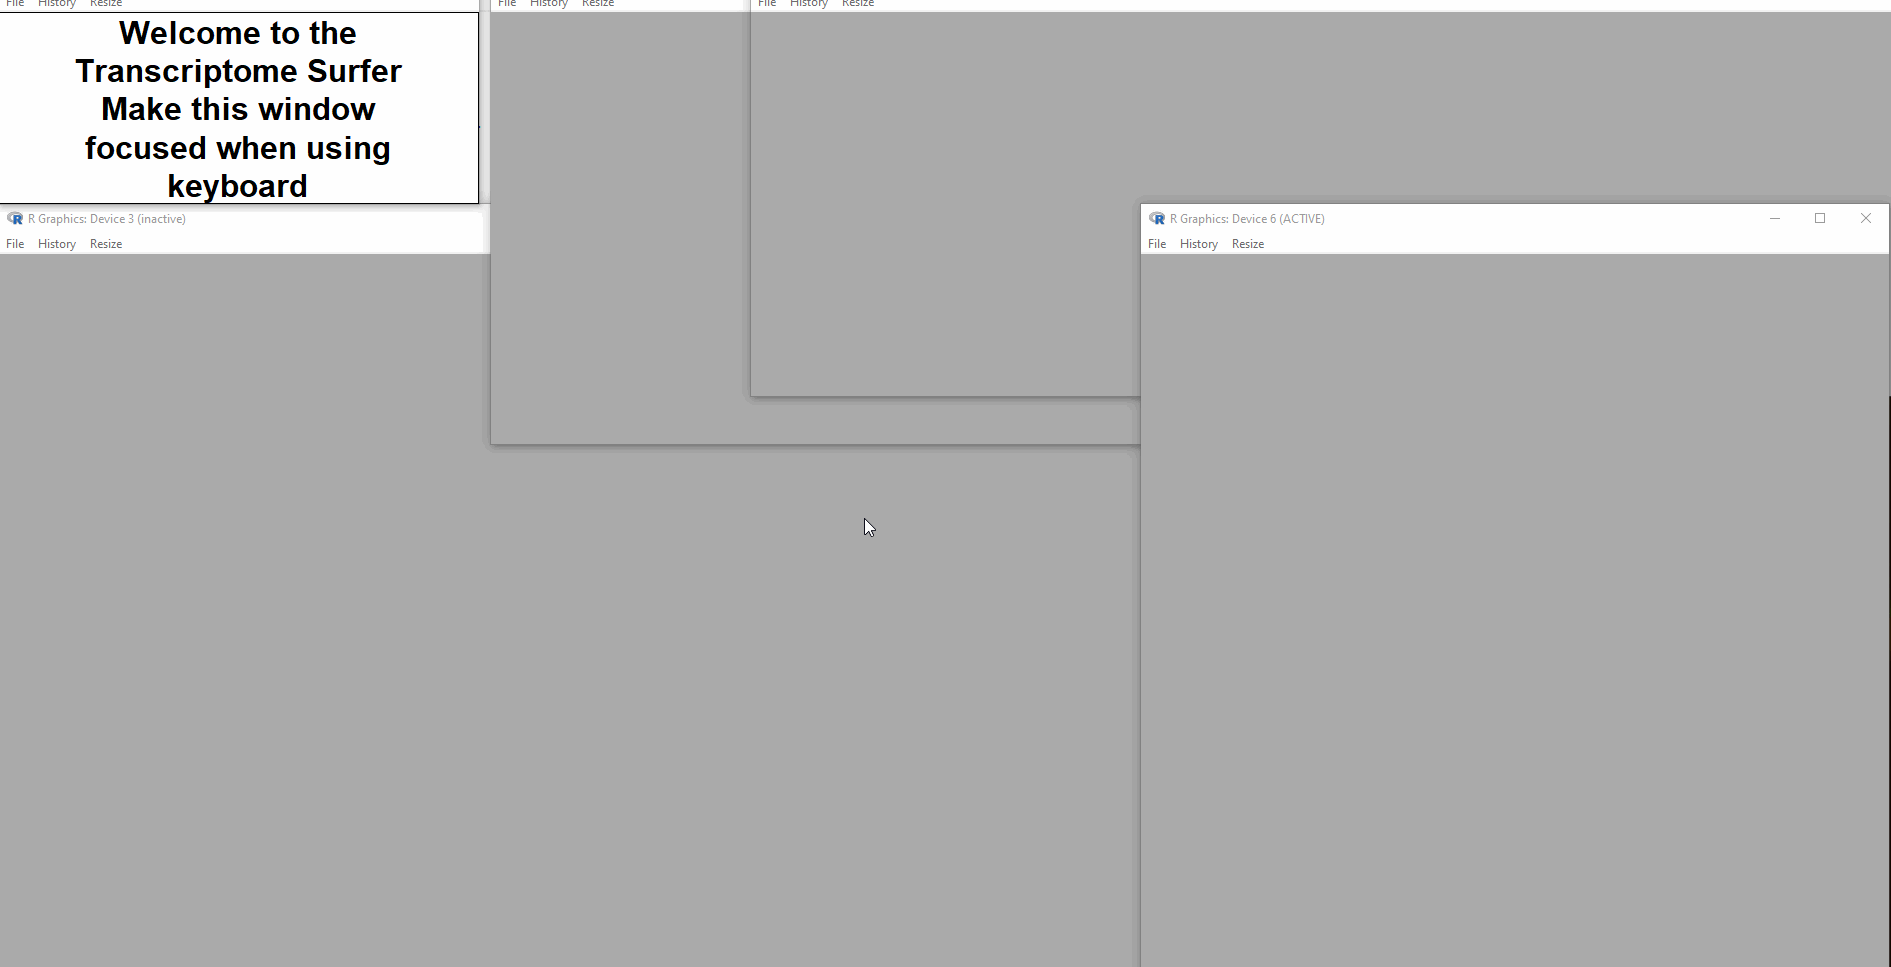 File History Resize
File History Resize
File History Resize
Welcome to the
Transcriptome Surfer
Make this window
focused when using
keyboard
R Graphics: Device 3 (inactive)
File History Resize
R Graphics: Device 6 (ACTIVE)
File History Resize